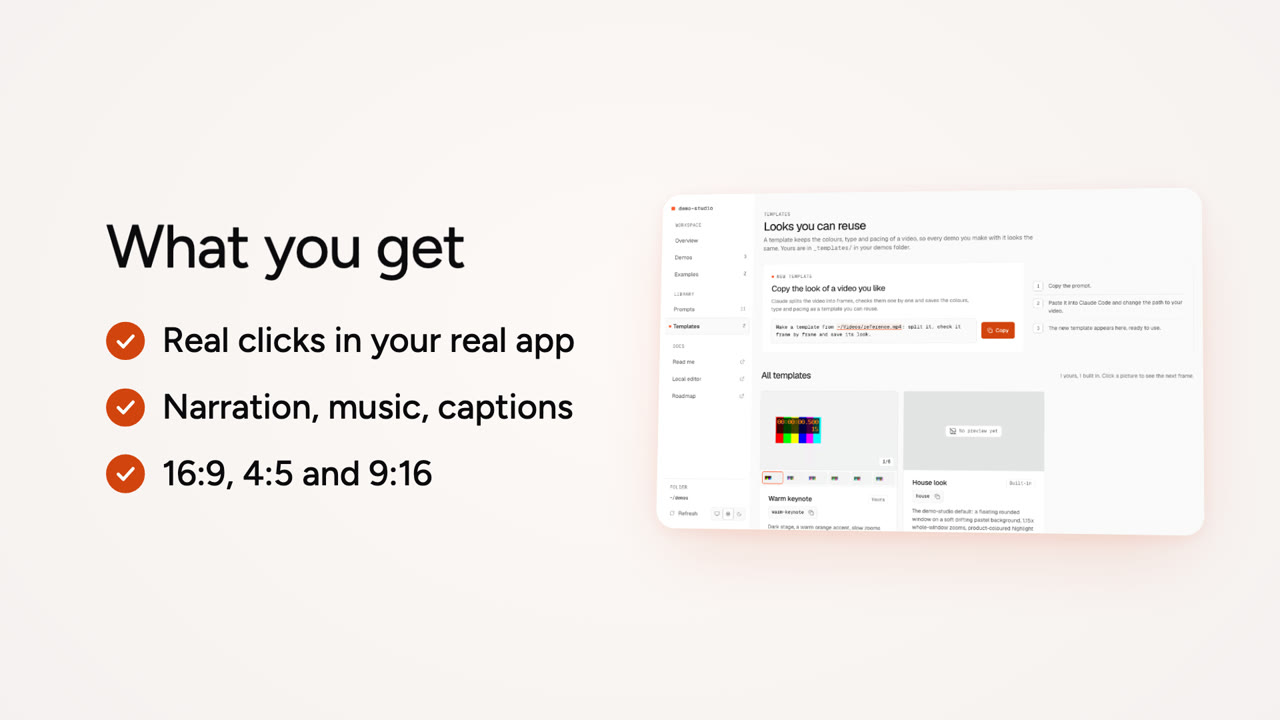 What you get
Real clicks in your real app
Narration, music, captions
16:9, 4:5 and 9:16
demo-studio
WORKSPACE
Overview
Demos 3
Examples 2
LIBRARY
Prompts
Templates
DOCS
Read me
Local editor
Roadmap
FOLDER
~/demos
Refresh
TEMPLATES
Looks you can reuse
A template keeps the colours, type and pacing of a video, so every demo you make with it looks the
same. Yours are in _templates/ in your demos folder.
NEW TEMPLATE
Copy the look of a video you like
Claude splits the video into frames, checks them one by one and saves the colours,
type and pacing as a template you can reuse.
Make a template from ~/Videos/reference.mp4: split it, check it
frame by frame and save its look.
Copy
1 Copy the prompt.
2 Paste it into Claude Code and change the path to your
video.
3 The new template appears here, ready to use.
All templates
1 yours, 1 built in. Click a picture to see the next frame.
1/6
No preview yet
Warm keynote Yours
warm-keynote
Dark stage, a warm orange accent, slow zooms
House look Built-in
house
The demo-studio default: a floating rounded
window on a soft drifting pastel background, 1.15x
whole-window zooms, product-coloured highlight